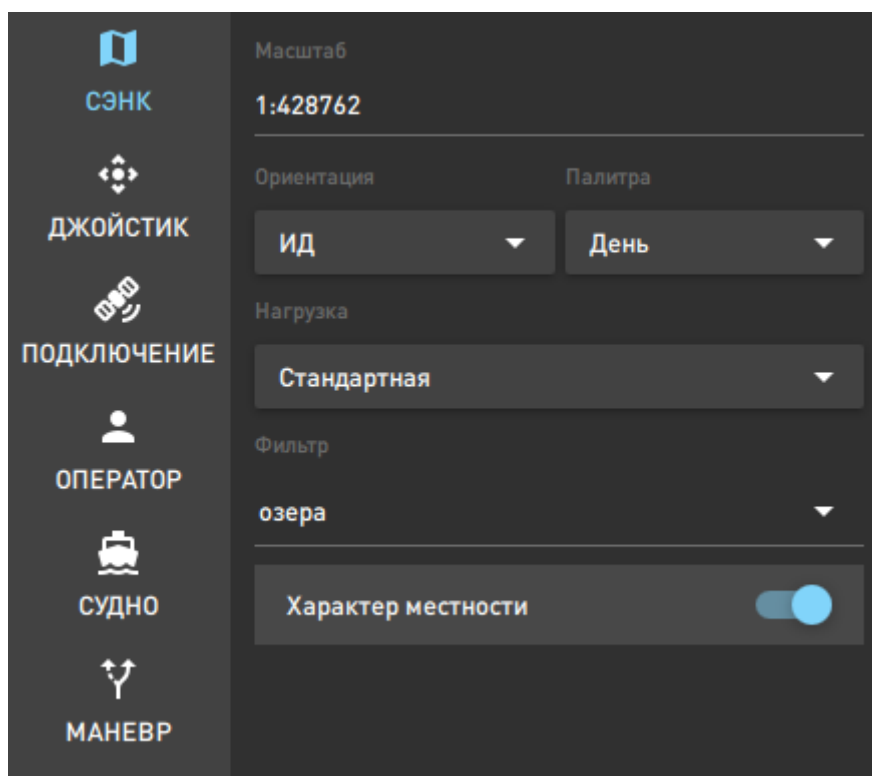 СЭНК
ДЖОЙСТИК
ПОДКЛЮЧЕНИЕ
ОПЕРАТОР
СУДНО
МАНЕВР
Масштаб
1:428762
Ориентация Палитра
ИД День
Нагрузка
Стандартная
Фильтр
озера
Характер местности